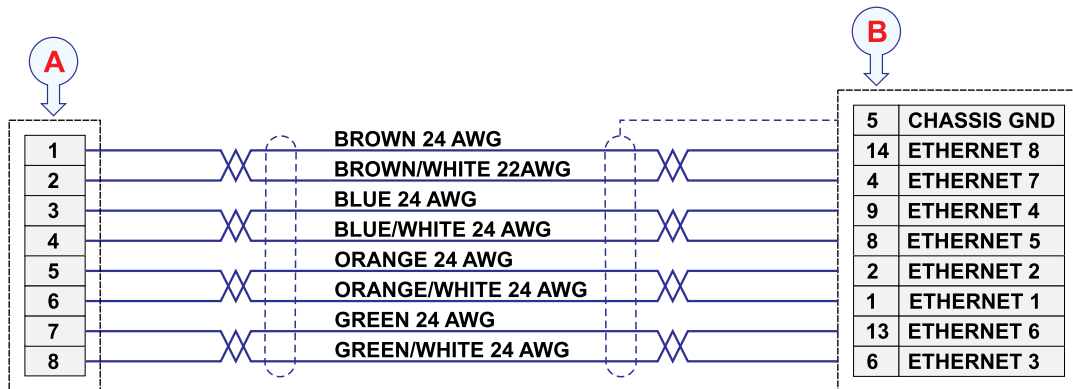 A
B
5 CHASSIS GND
1 BROWN 24 AWG 14 ETHERNET 8
2 BROWN/WHITE 22AWG 4 ETHERNET 7
3 BLUE 24 AWG 9 ETHERNET 4
4 BLUE/WHITE 24 AWG 8 ETHERNET 5
5 ORANGE 24 AWG 2 ETHERNET 2
6 ORANGE/WHITE 24 AWG 1 ETHERNET 1
7 GREEN 24 AWG 13 ETHERNET 6
8 GREEN/WHITE 24 AWG 6 ETHERNET 3